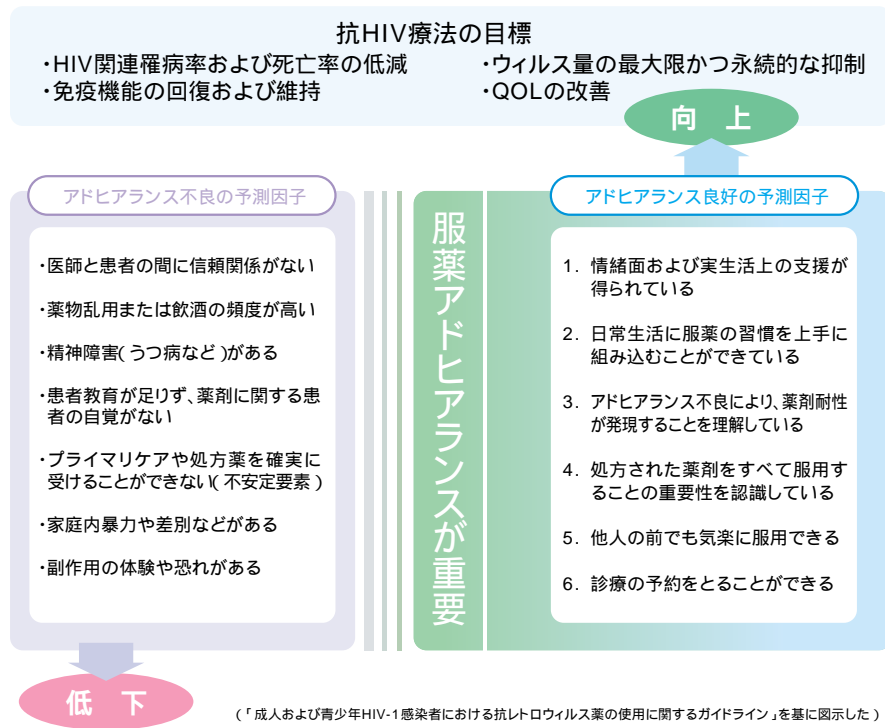 抗HIV療法の目標
・HIV関連罹病率および死亡率の低減
・免疫機能の回復および維持
・ウィルス量の最大限かつ永続的な抑制
・QOLの改善
向 上
アドヒアランス不良の予測因子
・医師と患者の間に信頼関係がない
・薬物乱用または飲酒の頻度が高い
・精神障害(うつ病など)がある
・患者教育が足りず、薬剤に関する患
者の自覚がない
・プライマリケアや処方薬を確実に
受けることができない(不安定要素)
・家庭内暴力や差別などがある
・副作用の体験や恐れがある
低 下
服薬アドヒアランスが重要
アドヒアランス良好の予測因子
1. 情緒面および実生活上の支援が
得られている
2. 日常生活に服薬の習慣を上手に
組み込むことができている
3. アドヒアランス不良により、薬剤耐性
が発現することを理解している
4. 処方された薬剤をすべて服用す
ることの重要性を認識している
5. 他人の前でも気楽に服用できる
6. 診療の予約をとることができる
(「成人および青少年HIV-1感染者における抗レトロウィルス薬の使用に関するガイドライン」を基に図示した)